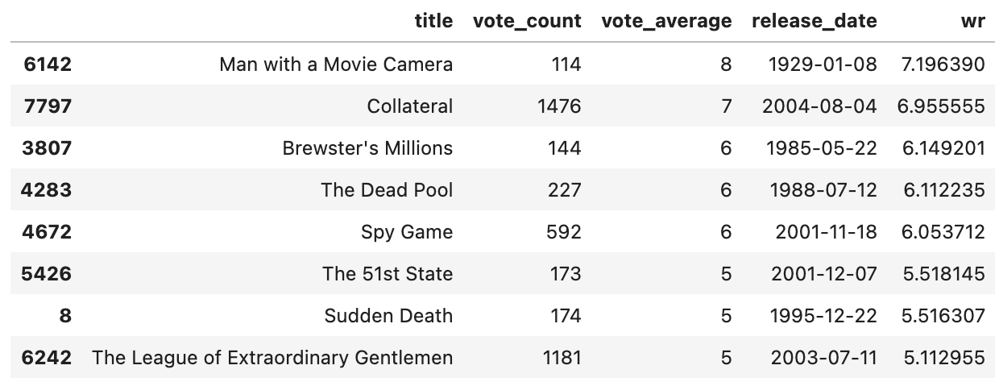 title vote_count vote_average release_date wr
6142 Man with a Movie Camera 114 8 1929-01-08 7.196390
7797 Collateral 1476 7 2004-08-04 6.955555
3807 Brewster's Millions 144 6 1985-05-22 6.149201
4283 The Dead Pool 227 6 1988-07-12 6.112235
4672 Spy Game 592 6 2001-11-18 6.053712
5426 The 51st State 173 5 2001-12-07 5.518145
8 Sudden Death 174 5 1995-12-22 5.516307
6242 The League of Extraordinary Gentlemen 1181 5 2003-07-11 5.112955